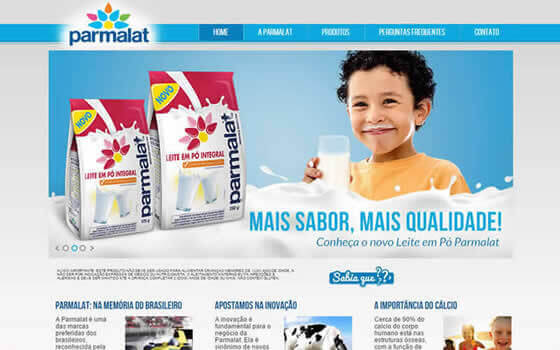 parmalat
HOME
A PARMALAT
PRODUTOS
PERGUNTAS FREQUENTES
CONTATO
NOVO
NOVO
LEITE EM PÓ INTEGRAL
parmalat
LEITE EM PÓ INTEGRAL
parmalat
MAIS SABOR, MAIS QUALIDADE!
Conheça o novo Leite em Pó Parmalat
Sabia que??
PARMALAT: NA MEMÓRIA DO BRASILEIRO
A Parmalat é uma
das marcas
preferidas dos
brasileiros,
reconhecida pela
APOSTAMOS NA INOVAÇÃO
A inovação é
fundamental para o
negócio da
Parmalat. Ela é
sinônimo de novos
A IMPORTÂNCIA DO CÁLCIO
Cerca de 50% do
cálcio do corpo
humano está nas
estruturas ósseas,
com a função de